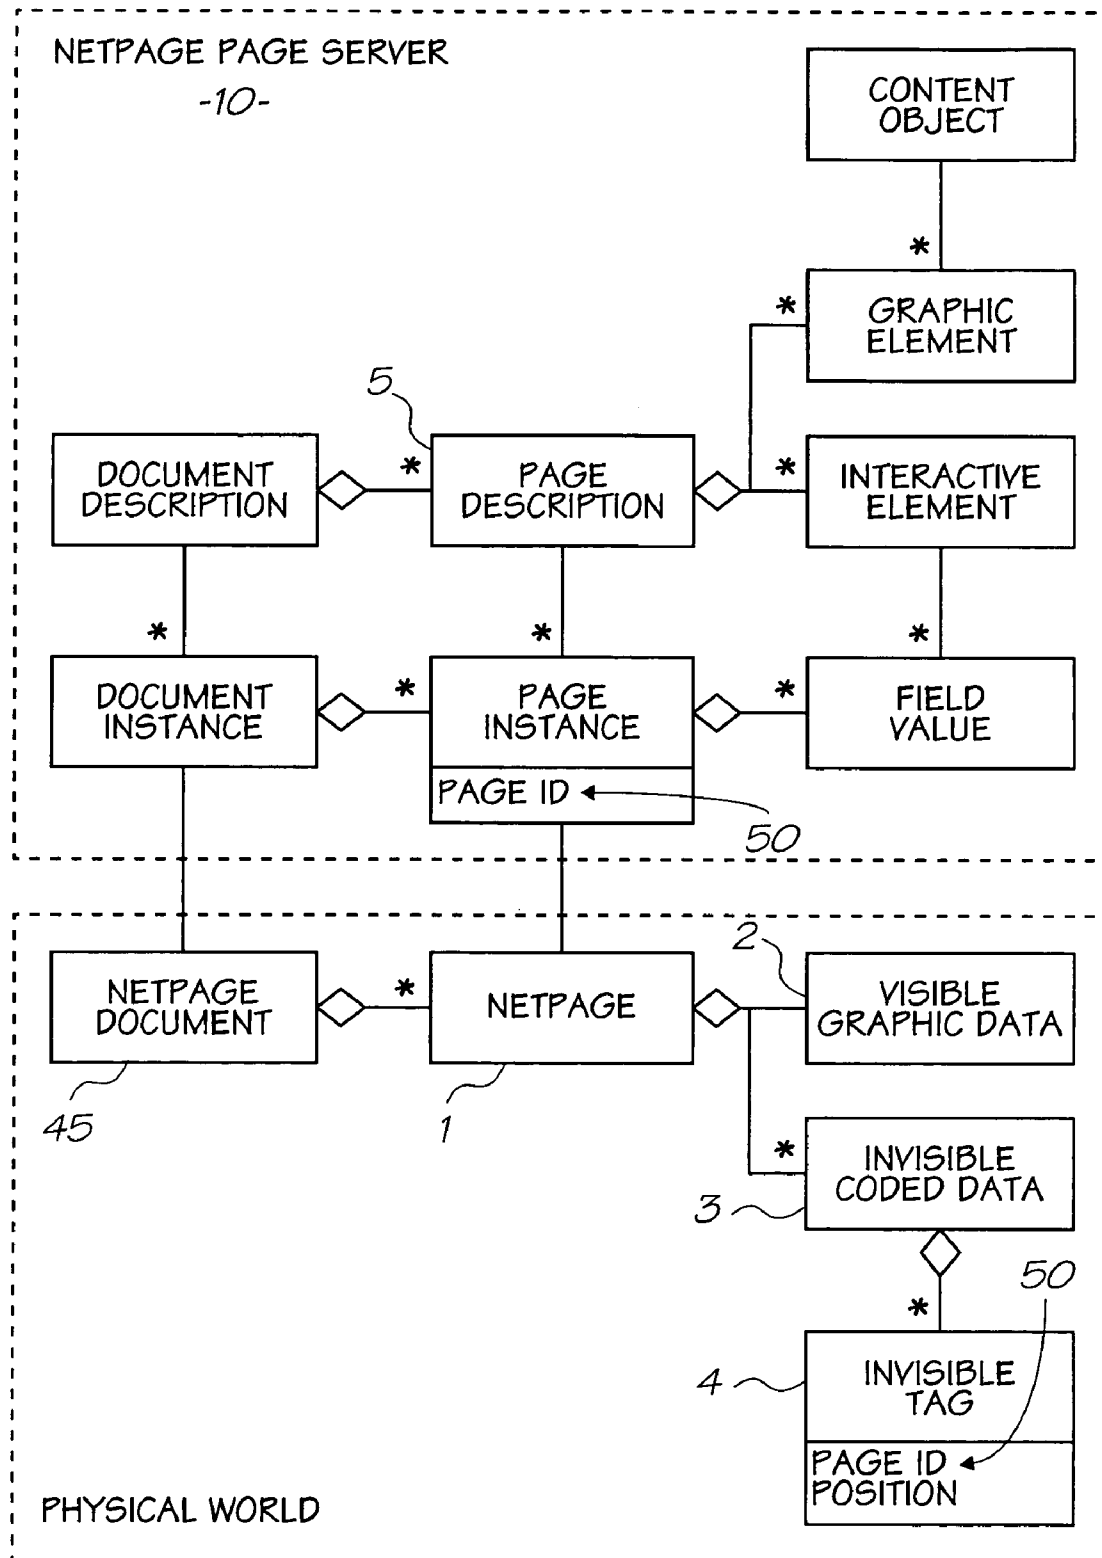 NETPAGE PAGE SERVER
-10-
CONTENT
OBJECT
*
*
GRAPHIC
ELEMENT
5
DOCUMENT
DESCRIPTION
*
PAGE
DESCRIPTION
*
INTERACTIVE
ELEMENT
*
*
*
DOCUMENT
INSTANCE
*
PAGE
INSTANCE
*
FIELD
VALUE
PAGE ID
50
2
NETPAGE
DOCUMENT
*
NETPAGE
VISIBLE
GRAPHIC DATA
45
1
*
INVISIBLE
CODED DATA
3
50
*
4
INVISIBLE
TAG
PAGE ID
POSITION
PHYSICAL WORLD